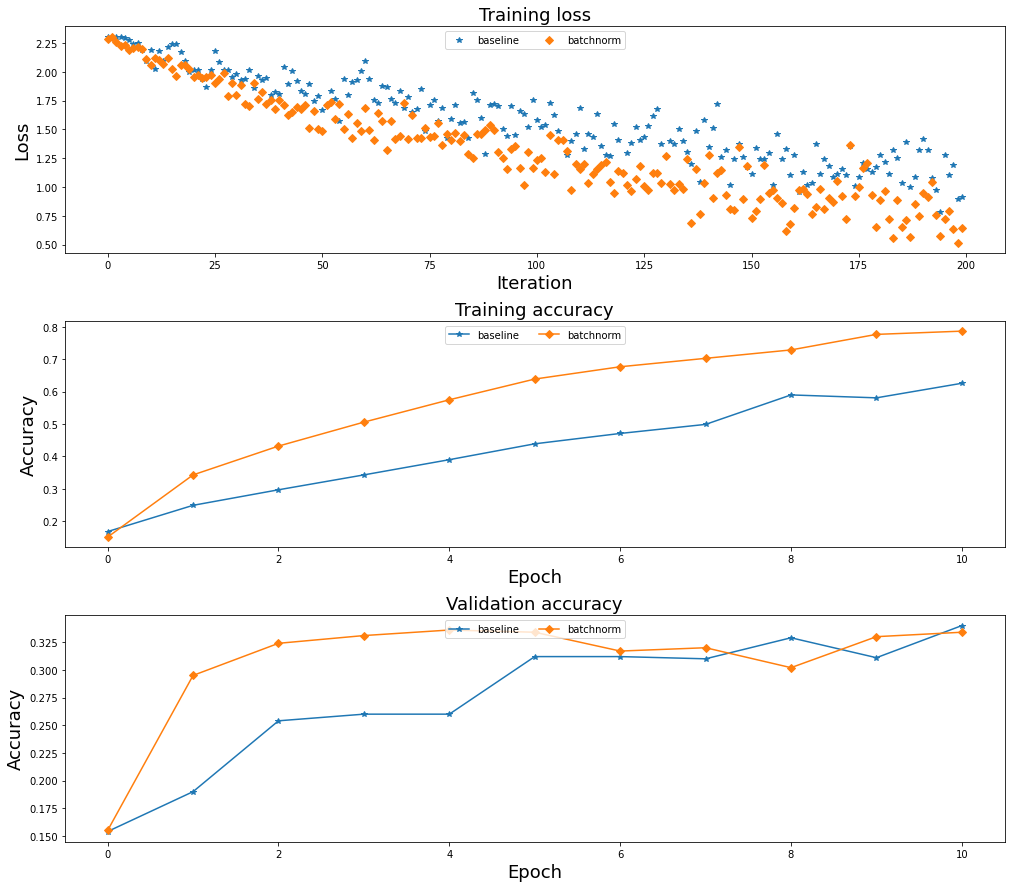 Training loss
baseline batchnorm
Loss
2.25
2.00
1.75
1.50
1.25
1.00
0.75
0.50
0 25 50 75 100 125 150 175 200
Iteration
Training accuracy
baseline batchnorm
Accuracy
0.8
0.7
0.6
0.5
0.4
0.3
0.2
0 2 4 6 8 10
Epoch
Validation accuracy
baseline batchnorm
Accuracy
0.325
0.300
0.275
0.250
0.225
0.200
0.175
0.150
0 2 4 6 8 10
Epoch